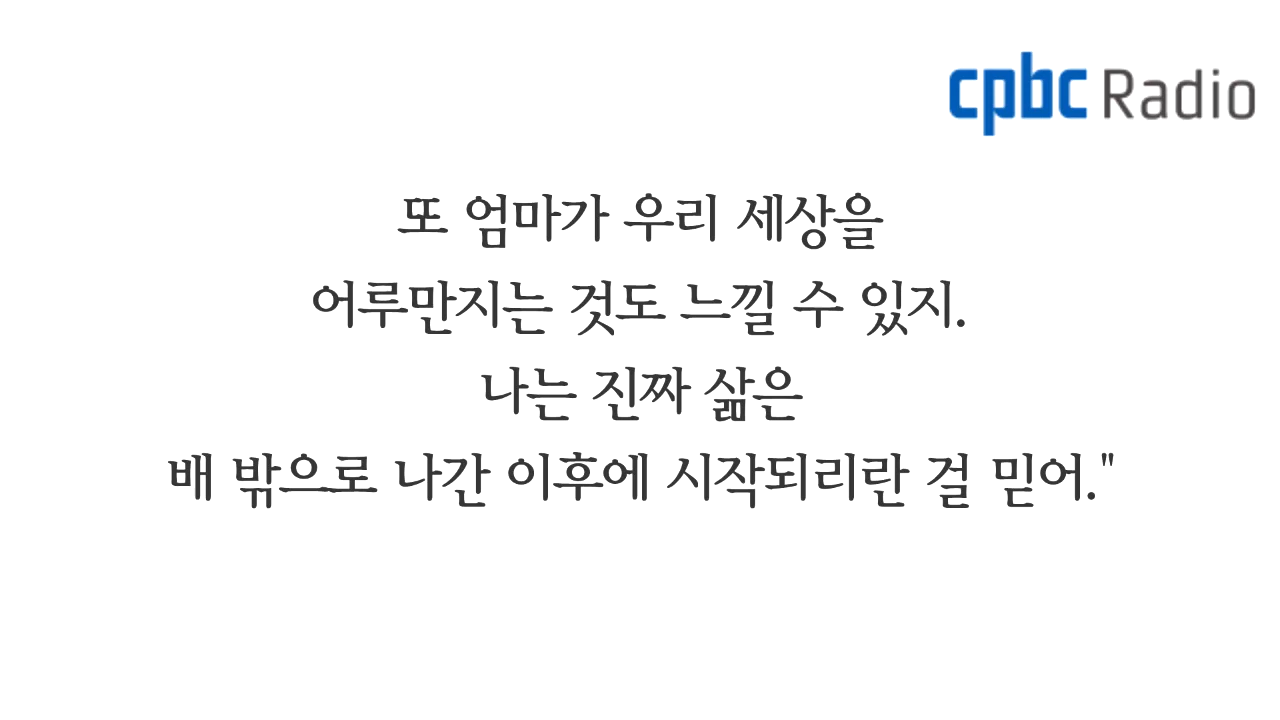 cpbc Radio
또 엄마가 우리 세상을
어루만지는 것도 느낄 수 있지.
나는 진짜 삶은
배 밖으로 나간 이후에 시작되리란 걸 믿어."